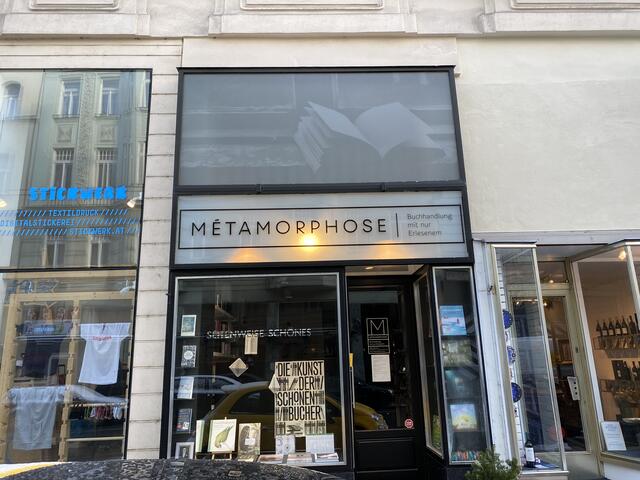 STICKWERK
TEXTILDRUCK
DIGITALSTICKEREI
STICKWERK.AT
MÉTAMORPHOSE
Buchhandlung
mit nur
Erlesenem
SEITENWEISE SCHÖNES
DIE KUNST
DER
SCHÖNEN
BÜCHER
M